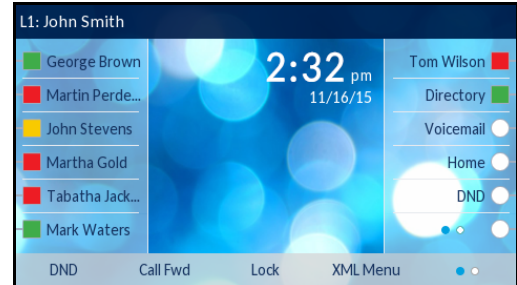 L1: John Smith
George Brown
Martin Perde...
John Stevens
Martha Gold
Tabatha Jack...
Mark Waters
2:32 pm
11/16/15
Tom Wilson
Directory
Voicemail
Home
DND
DND Call Fwd Lock XML Menu